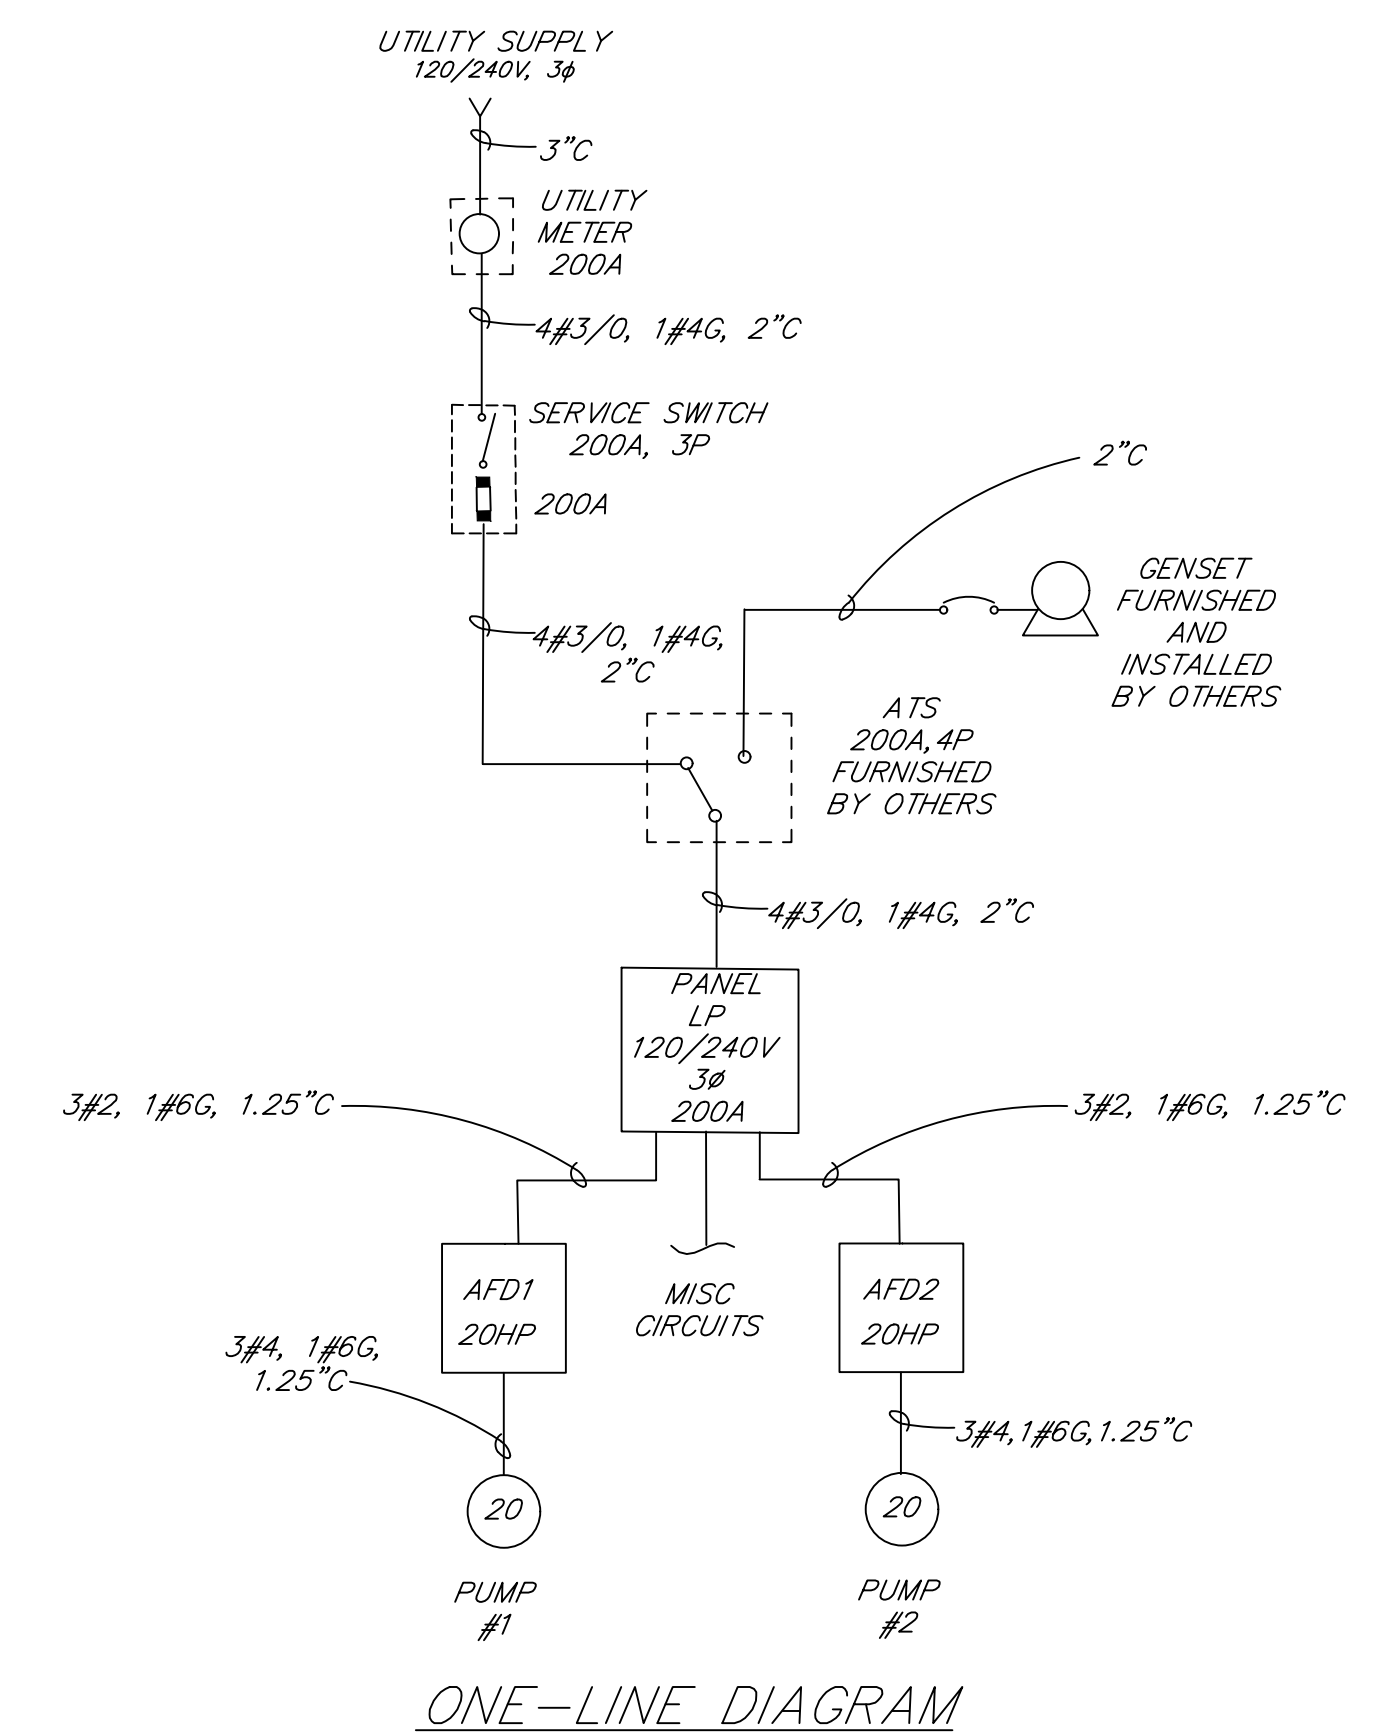 UTILITY SUPPLY
120/240V, 3ϕ
3"C
UTILITY
METER
200A
4#3/0, 1#4G, 2"C
SERVICE SWITCH
200A, 3P
200A
2"C
GENSET
FURNISHED
AND
INSTALLED
BY OTHERS
4#3/0, 1#4G,
2"C
ATS
200A,4P
FURNISHED
BY OTHERS
4#3/0, 1#4G, 2"C
PANEL
LP
120/240V
3ϕ
200A
3#2, 1#6G, 1.25"C
3#2, 1#6G, 1.25"C
AFD1
20HP
MISC
CIRCUITS
AFD2
20HP
3#4, 1#6G,
1.25"C
3#4,1#6G,1.25"C
20
20
PUMP
#1
PUMP
#2
ONE-LINE DIAGRAM